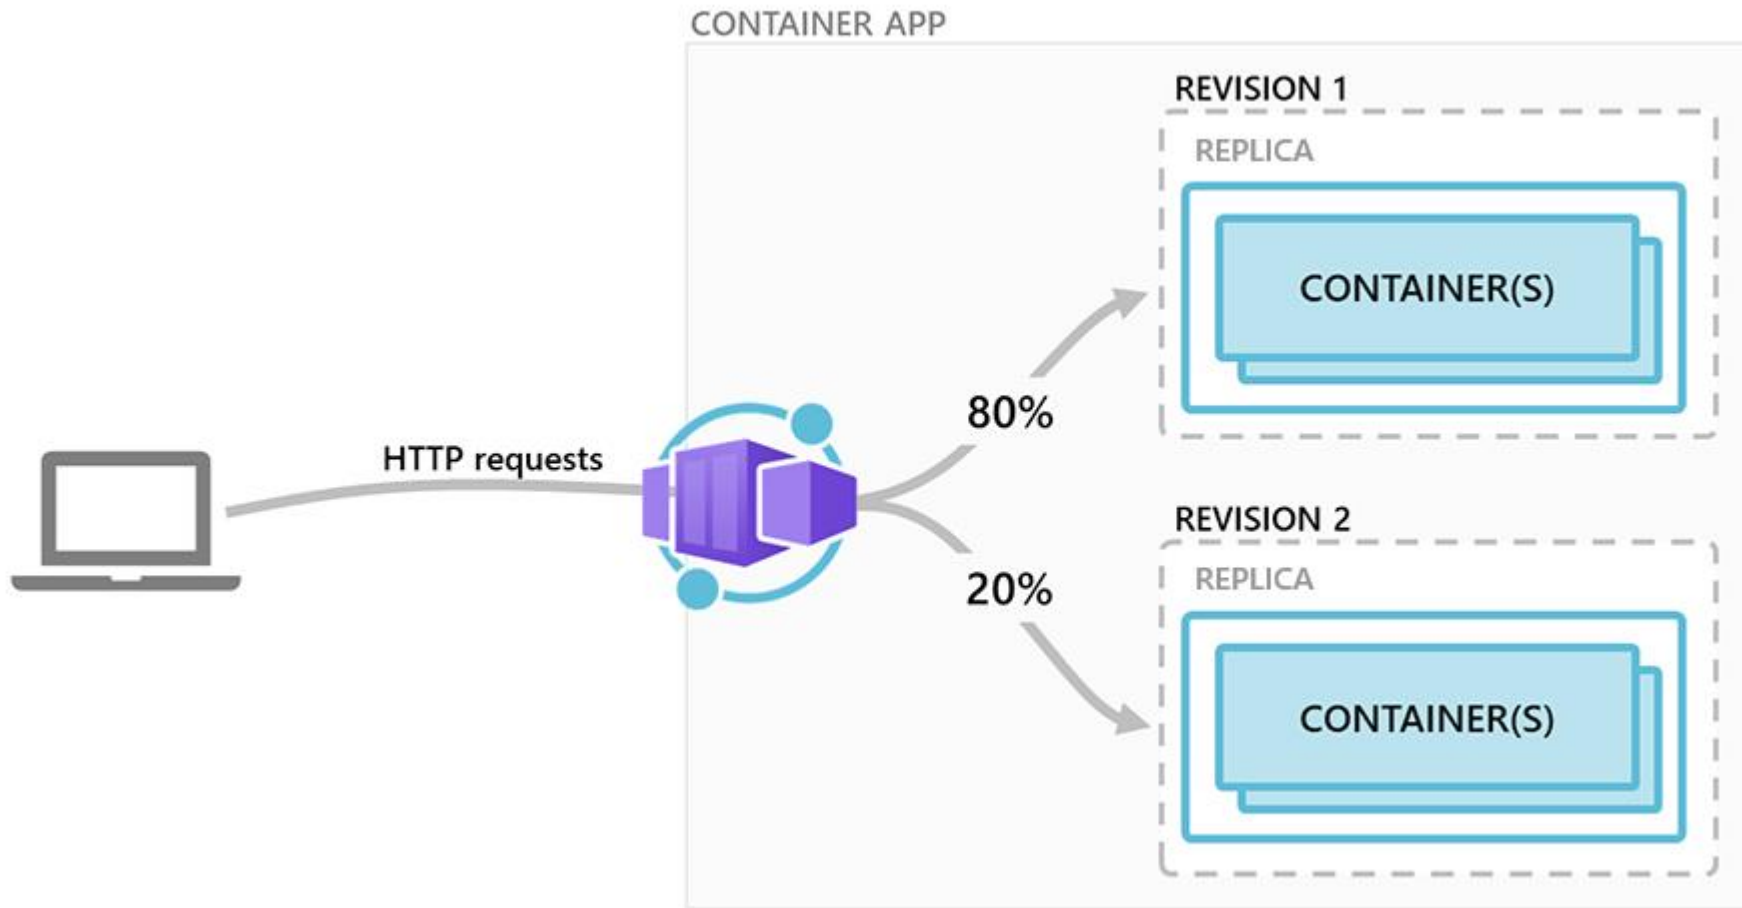 CONTAINER APP
REVISION 1
REPLICA
CONTAINER(S)
80%
HTTP requests
REVISION 2
20%
REPLICA
CONTAINER(S)